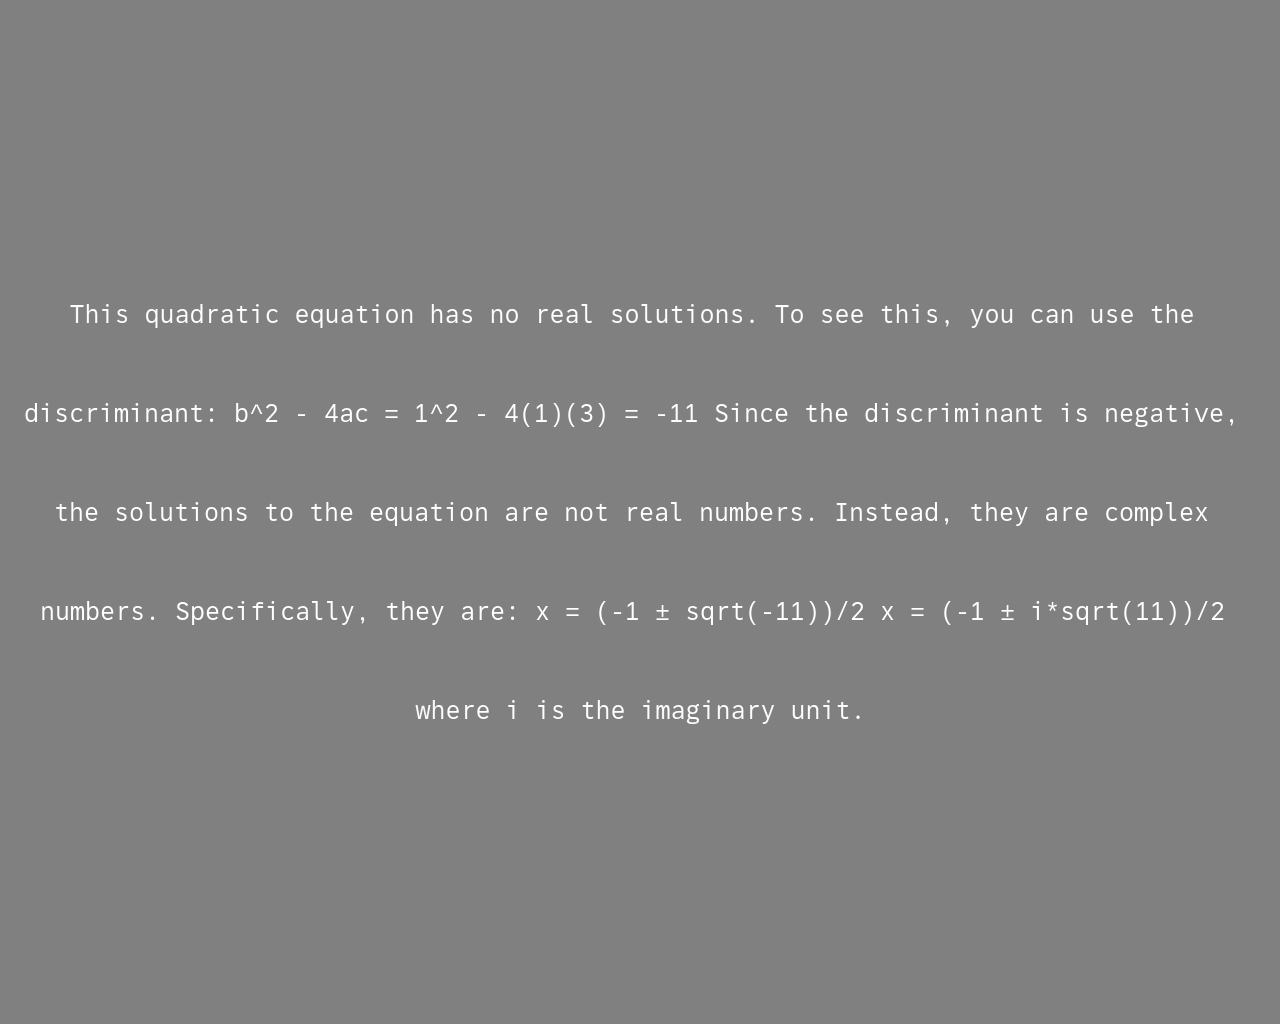 This quadratic equation has no real solutions. To see this, you can use the
discriminant: b^2 - 4ac = 1^2 - 4(1)(3) = -11 Since the discriminant is negative,
the solutions to the equation are not real numbers. Instead, they are complex
numbers. Specifically, they are: x = (-1 ± sqrt(-11))/2 x = (-1 ± i*sqrt(11))/2
where i is the imaginary unit.